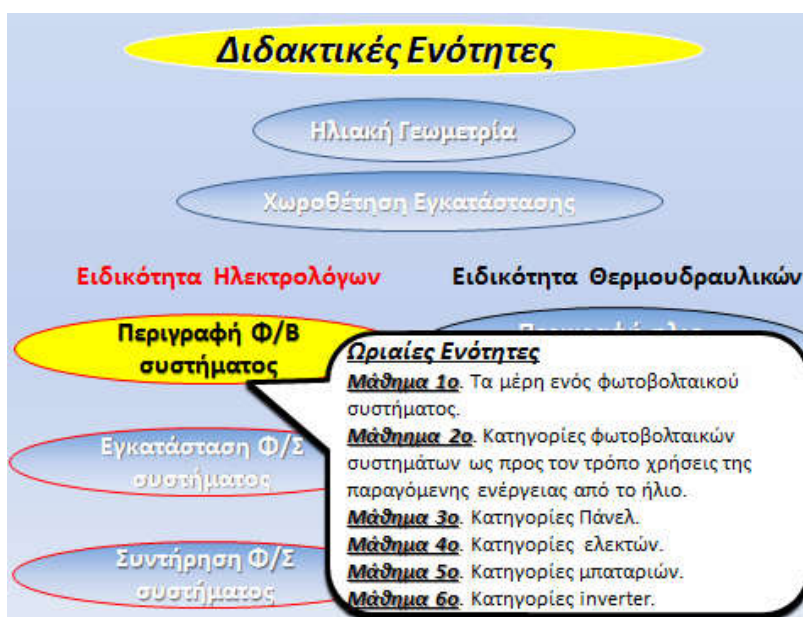 Διδακτικές Ενότητες
Ηλιακή Γεωμετρία
Χωροθέτηση Εγκατάστασης
Ειδικότητα Ηλεκτρολόγων
Ειδικότητα Θερμουδραυλικών
Περιγραφή Φ/Β
συστήματος
Εγκατάσταση Φ/Σ
συστήματος
Συντήρηση Φ/Σ
συστήματος
Ωριαίες Ενότητες
Μάθημα 1ο. Τα μέρη ενός φωτοβολταικού
συστήματος.
Μάθηημα 2ο. Κατηγορίες φωτοβολταικών
συστημάτων ως προς τον τρόπο χρήσεις της
παραγόμενης ενέργειας από το ήλιο.
Μάθημα 3ο. Κατηγορίες Πάνελ.
Μάθημα 4ο. Κατηγορίες ελεκτών.
Μάθημα 5ο. Κατηγορίες μπαταριών.
Μάθημα 6ο. Κατηγορίες inverter.